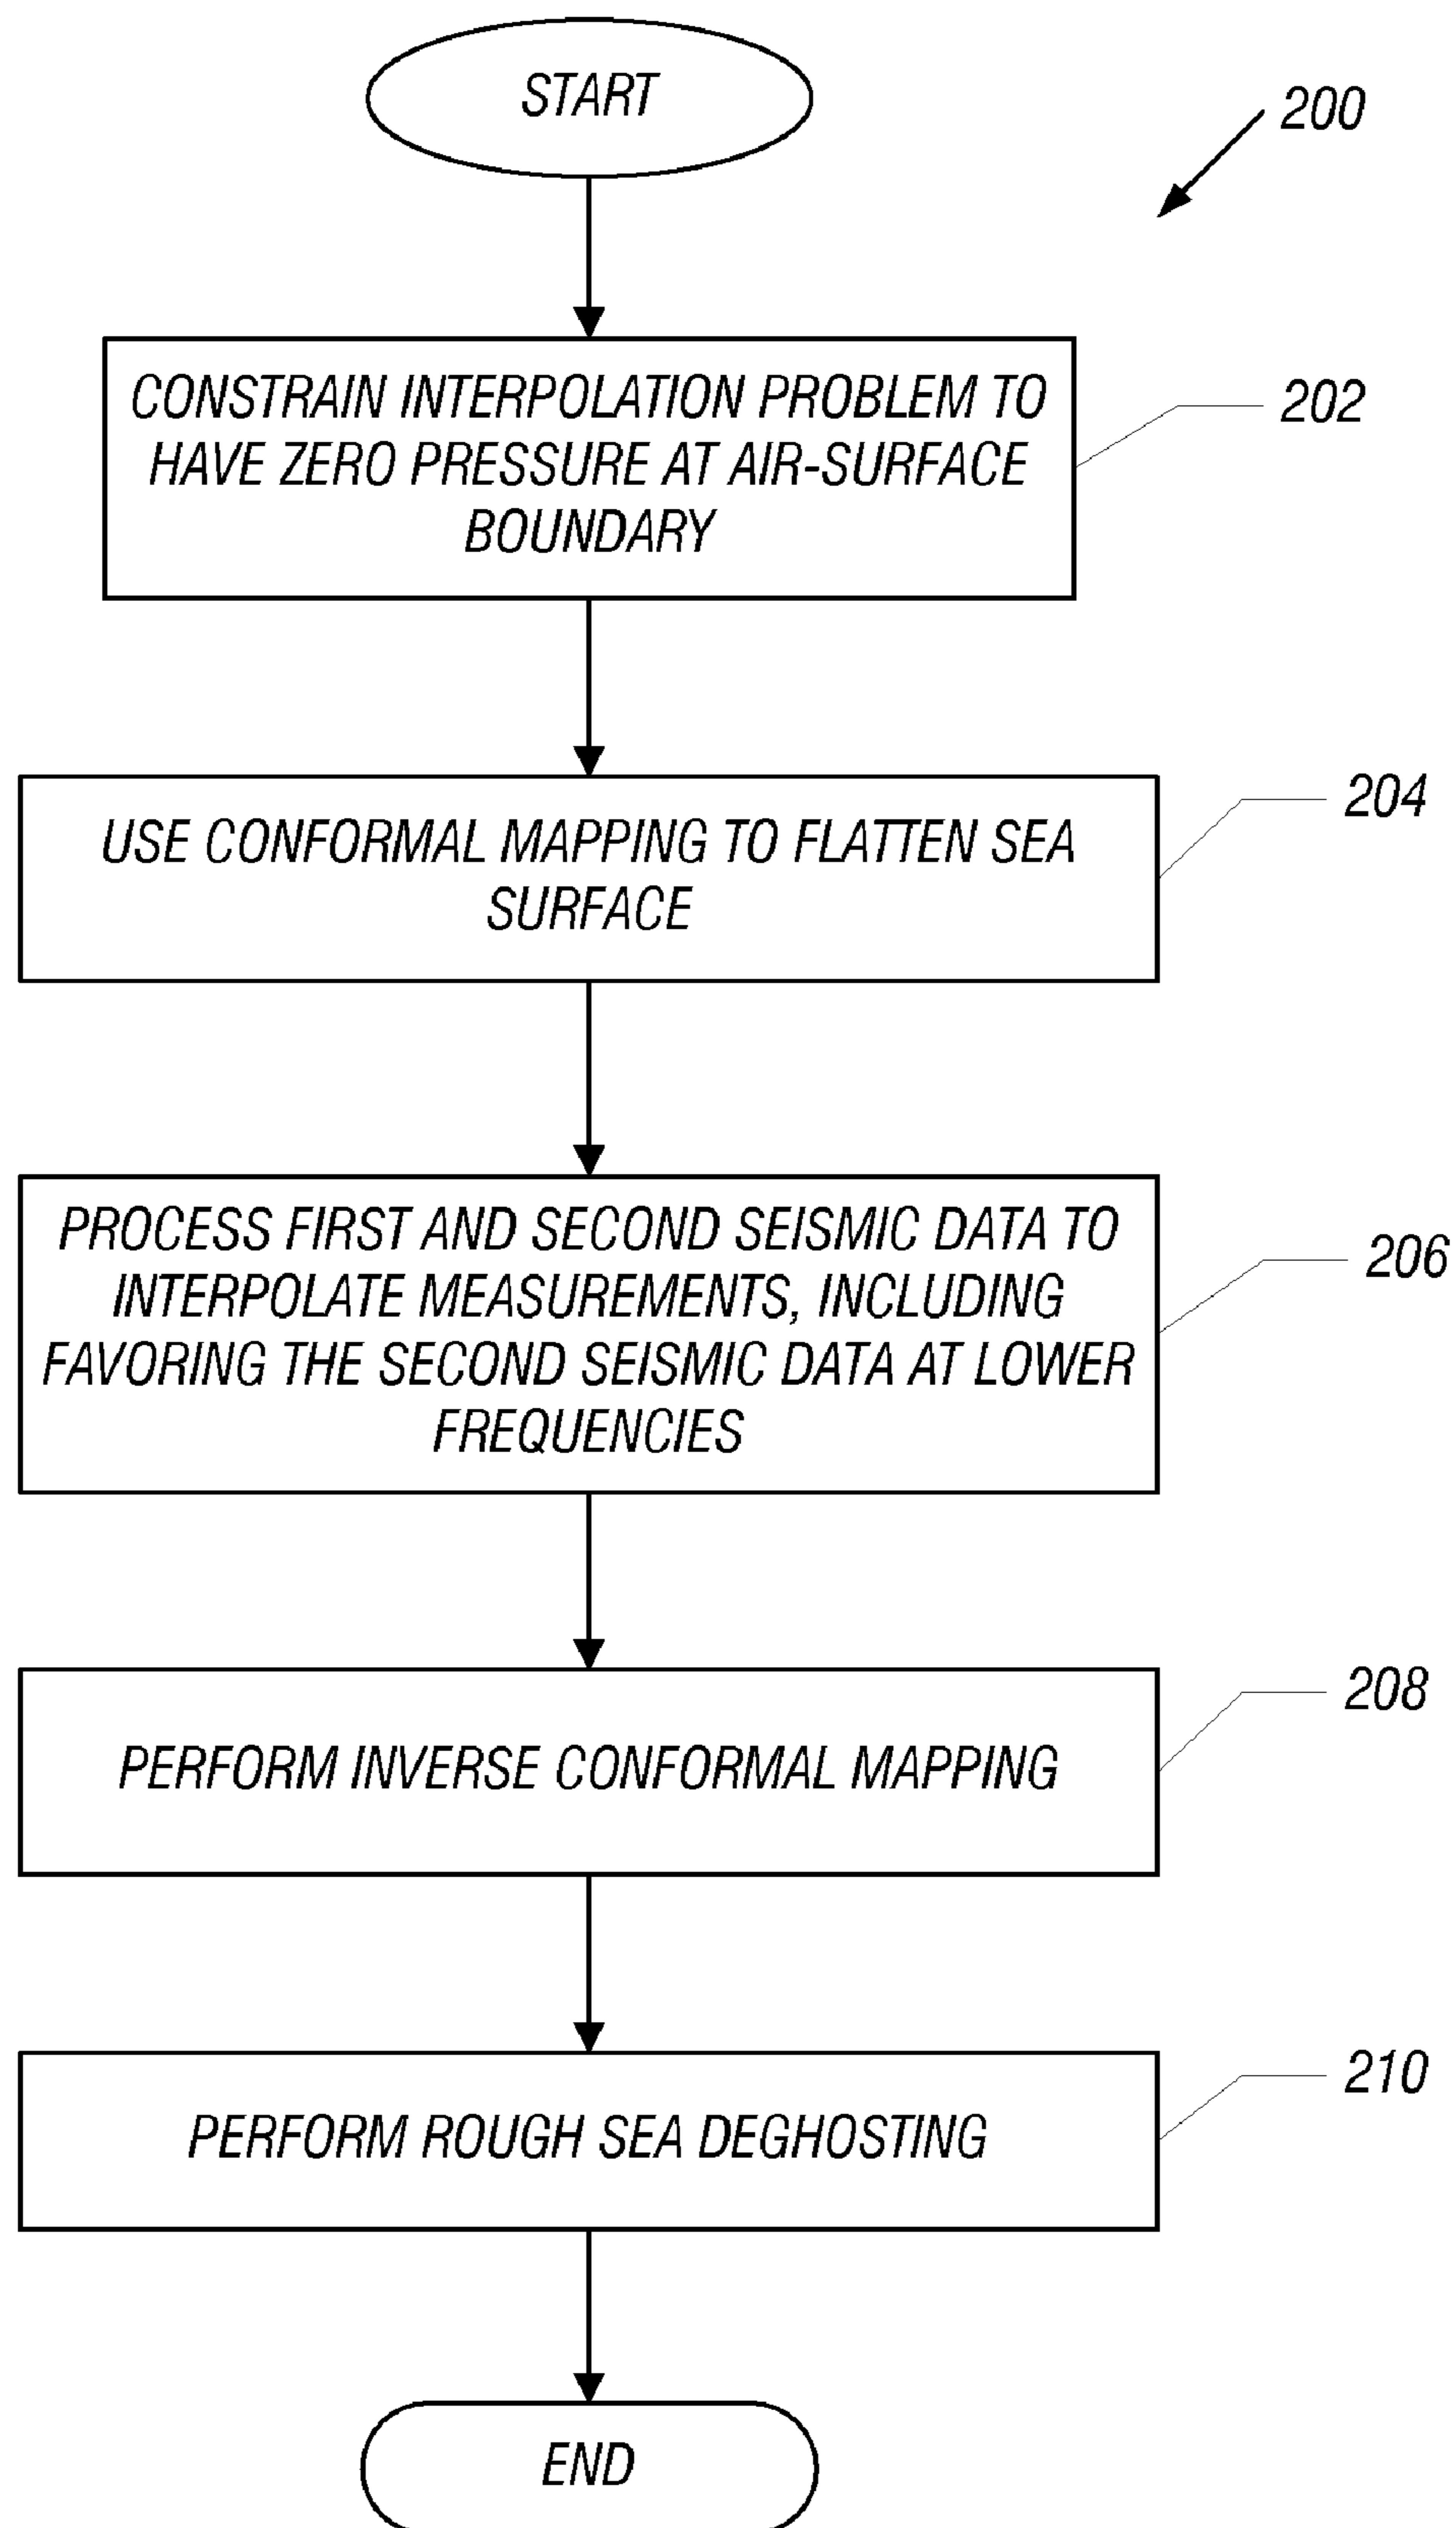 START
200
CONSTRAIN INTERPOLATION PROBLEM TO
HAVE ZERO PRESSURE AT AIR-SURFACE
BOUNDARY
202
USE CONFORMAL MAPPING TO FLATTEN SEA
SURFACE
204
PROCESS FIRST AND SECOND SEISMIC DATA TO
INTERPOLATE MEASUREMENTS, INCLUDING
FAVORING THE SECOND SEISMIC DATA AT LOWER
FREQUENCIES
206
PERFORM INVERSE CONFORMAL MAPPING
208
PERFORM ROUGH SEA DEGHOSTING
210
END